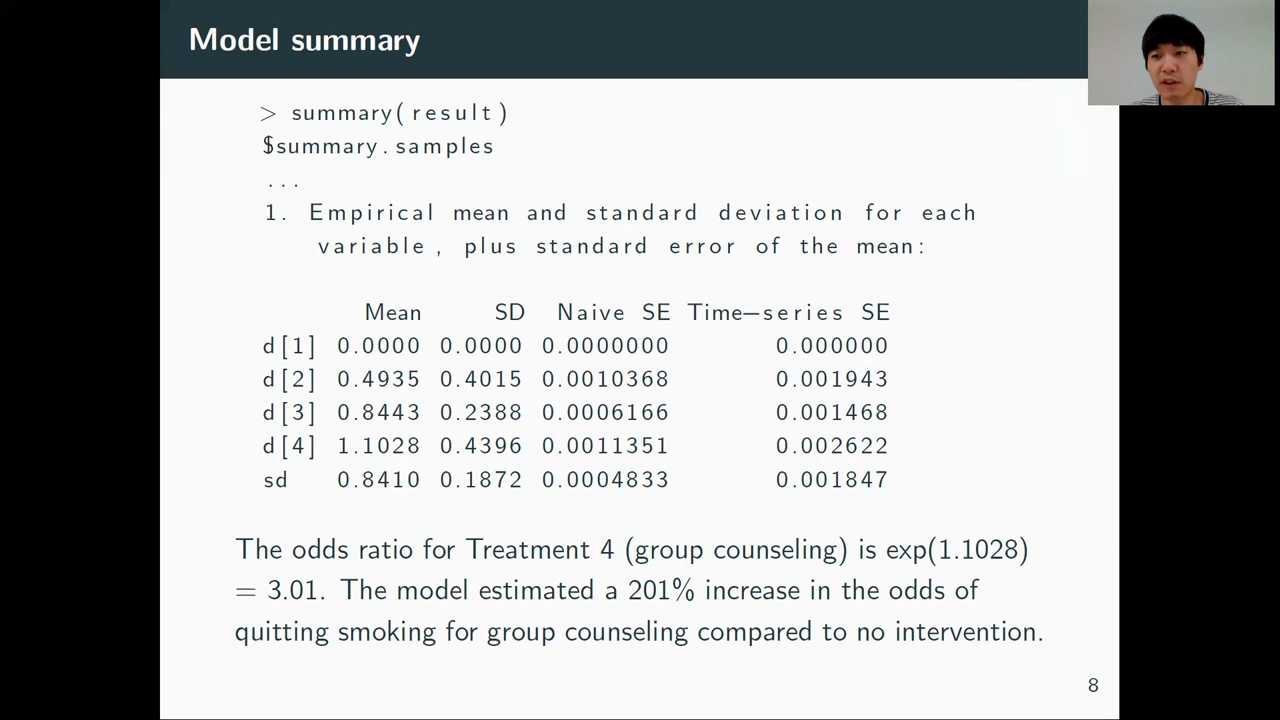 Model summary
> summary(result)
$summary.samples
...
1. Empirical mean and standard deviation for each
variable, plus standard error of the mean:
Mean SD Naive SE Time-series SE
d[1] 0.0000 0.0000 0.0000000 0.000000
d[2] 0.4935 0.4015 0.0010368 0.001943
d[3] 0.8443 0.2388 0.0006166 0.001468
d[4] 1.1028 0.4396 0.0011351 0.002622
sd 0.8410 0.1872 0.0004833 0.001847
The odds ratio for Treatment 4 (group counseling) is exp(1.1028)
= 3.01. The model estimated a 201% increase in the odds of
quitting smoking for group counseling compared to no intervention.
8